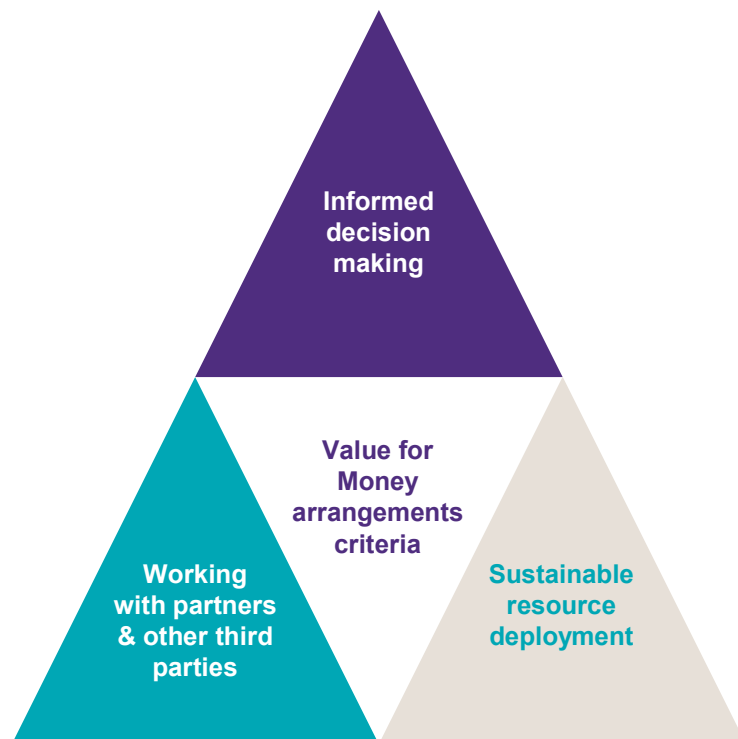 Informed
decision
making
Value for
Money
arrangements
criteria
Working
with partners
& other third
parties
Sustainable
resource
deployment